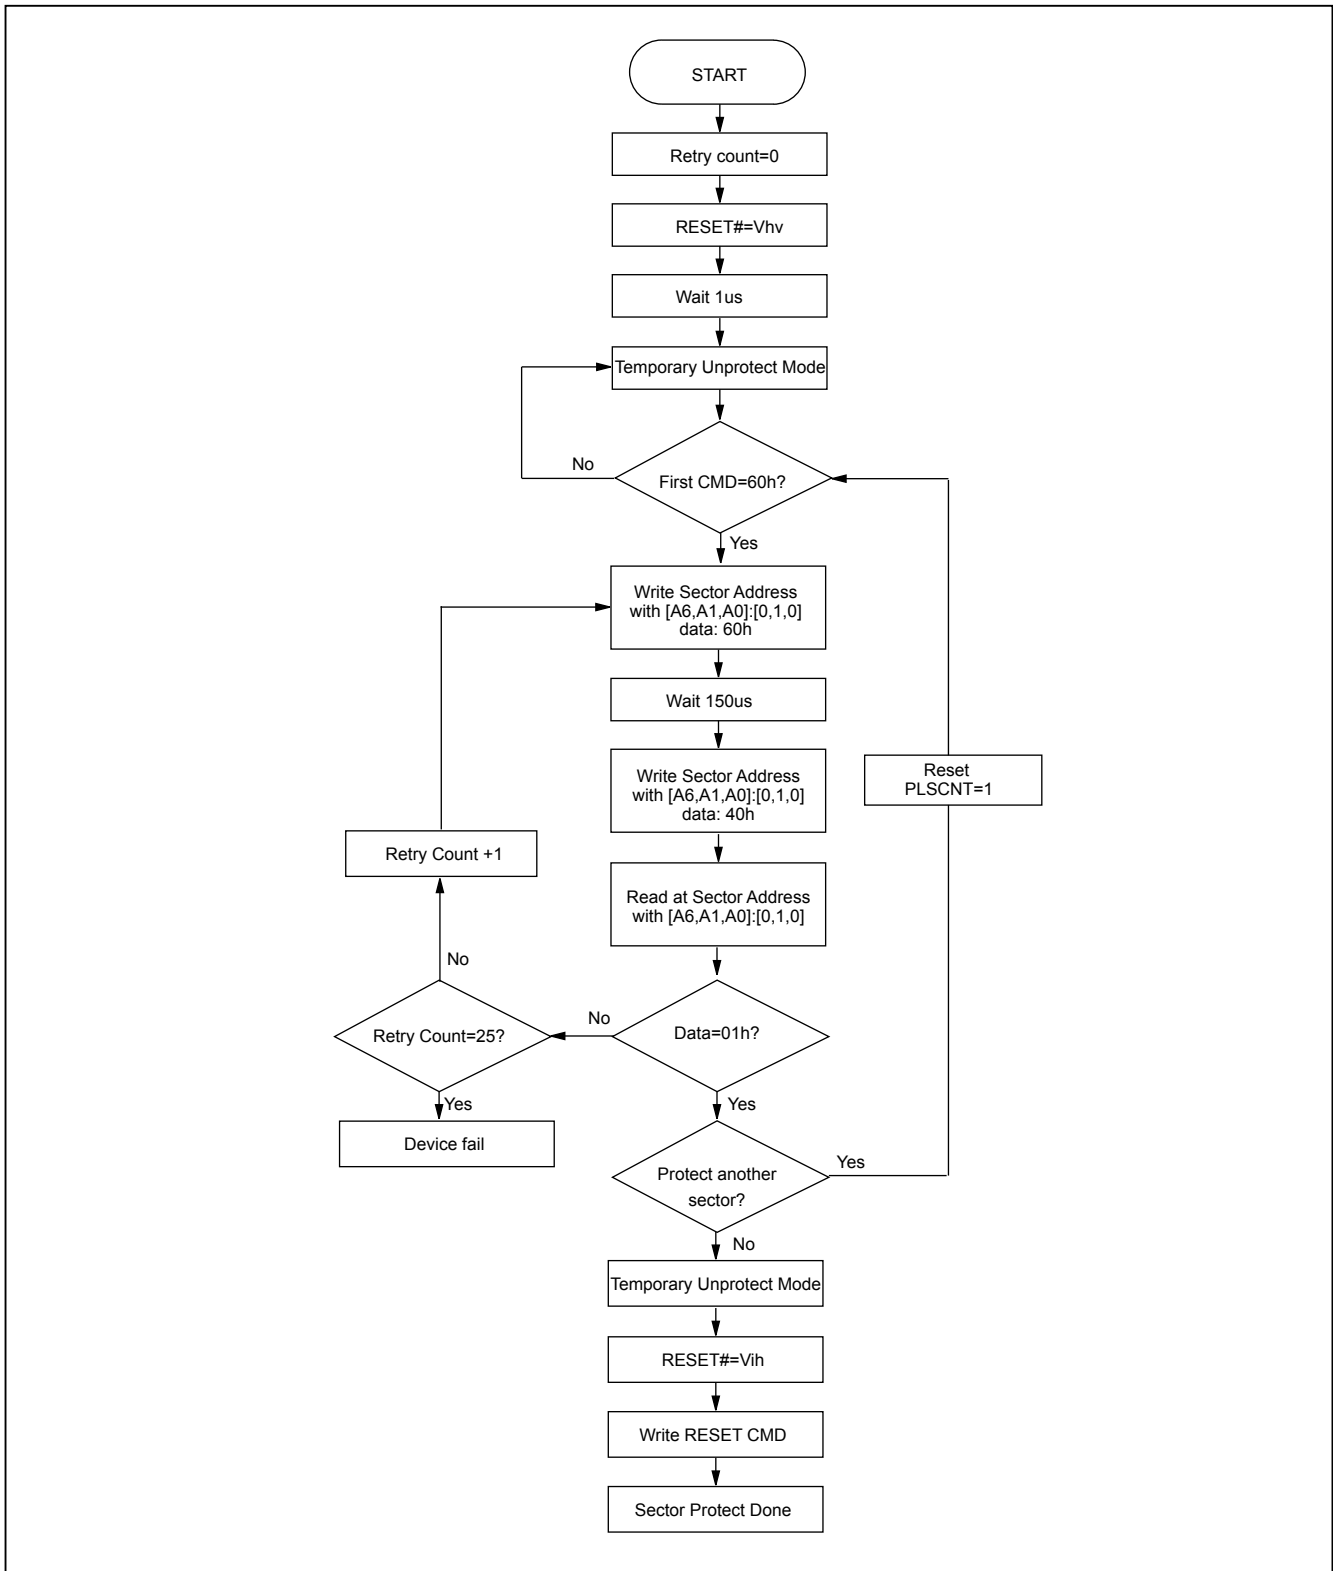 START
Retry count=0
RESET#=Vhv
Wait 1us
Temporary Unprotect Mode
No
First CMD=60h?
Yes
Write Sector Address
with [A6,A1,A0]:[0,1,0]
data: 60h
Wait 150us
Write Sector Address
with [A6,A1,A0]:[0,1,0]
data: 40h
Reset
PLSCNT=1
Retry Count +1
Read at Sector Address
with [A6,A1,A0]:[0,1,0]
No
Retry Count=25?
No
Data=01h?
Yes
Device fail
Yes
Protect another
sector?
Yes
No
Temporary Unprotect Mode
RESET#=Vih
Write RESET CMD
Sector Protect Done